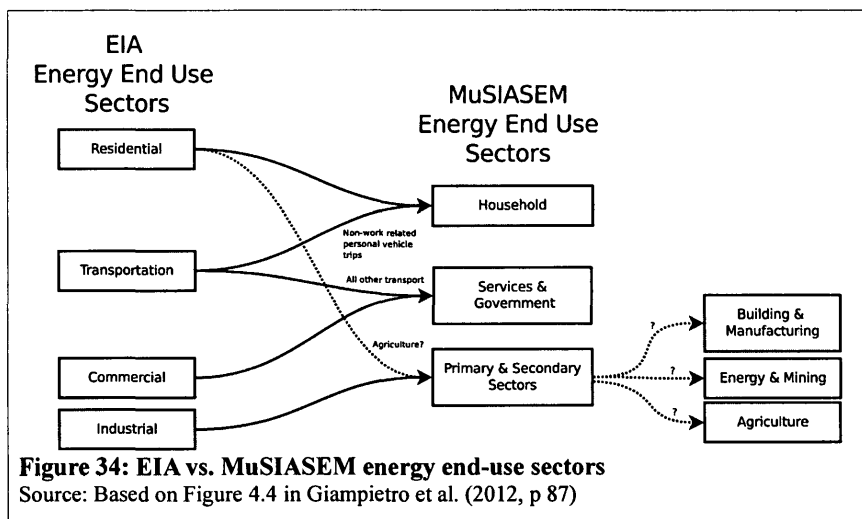 EIA
Energy End Use
Sectors
MuSIASEM
Energy End Use
Sectors
Residential
Household
Non-work related
personal vehicle
trips
Transportation
All other transport
Services &
Government
Building &
Manufacturing
?
Agriculture?
Commercial
Primary & Secondary
Sectors
?
Energy & Mining
Industrial
?
Agriculture
Figure 34: EIA vs. MuSIASEM energy end-use sectors
Source: Based on Figure 4.4 in Giampietro et al. (2012, p 87)